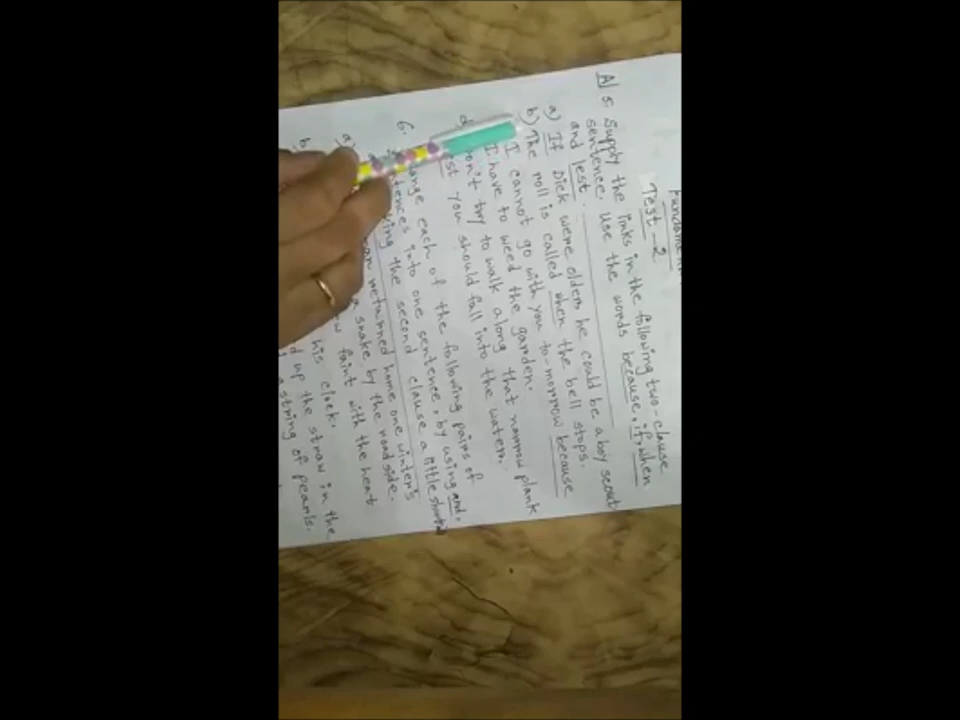 Test - 2
A/ 5. Supply the links in the following two-clause
sentence. Use the words because, if, when
and lest
a) If Dick were older, he could be a boy scout
b) The roll is called when the bell stops.
I cannot go with you to-morrow because
I have to weed the garden.
d) Don't try to walk along that narrow plank
lest you should fall into the water.
6. each of the following pairs of
sentences into one sentence, by using and,
making the second clause a little
returned home one winter's
a snake by the road side.
faint with the heat
his clock.
up the straw in the
a string of pearls.